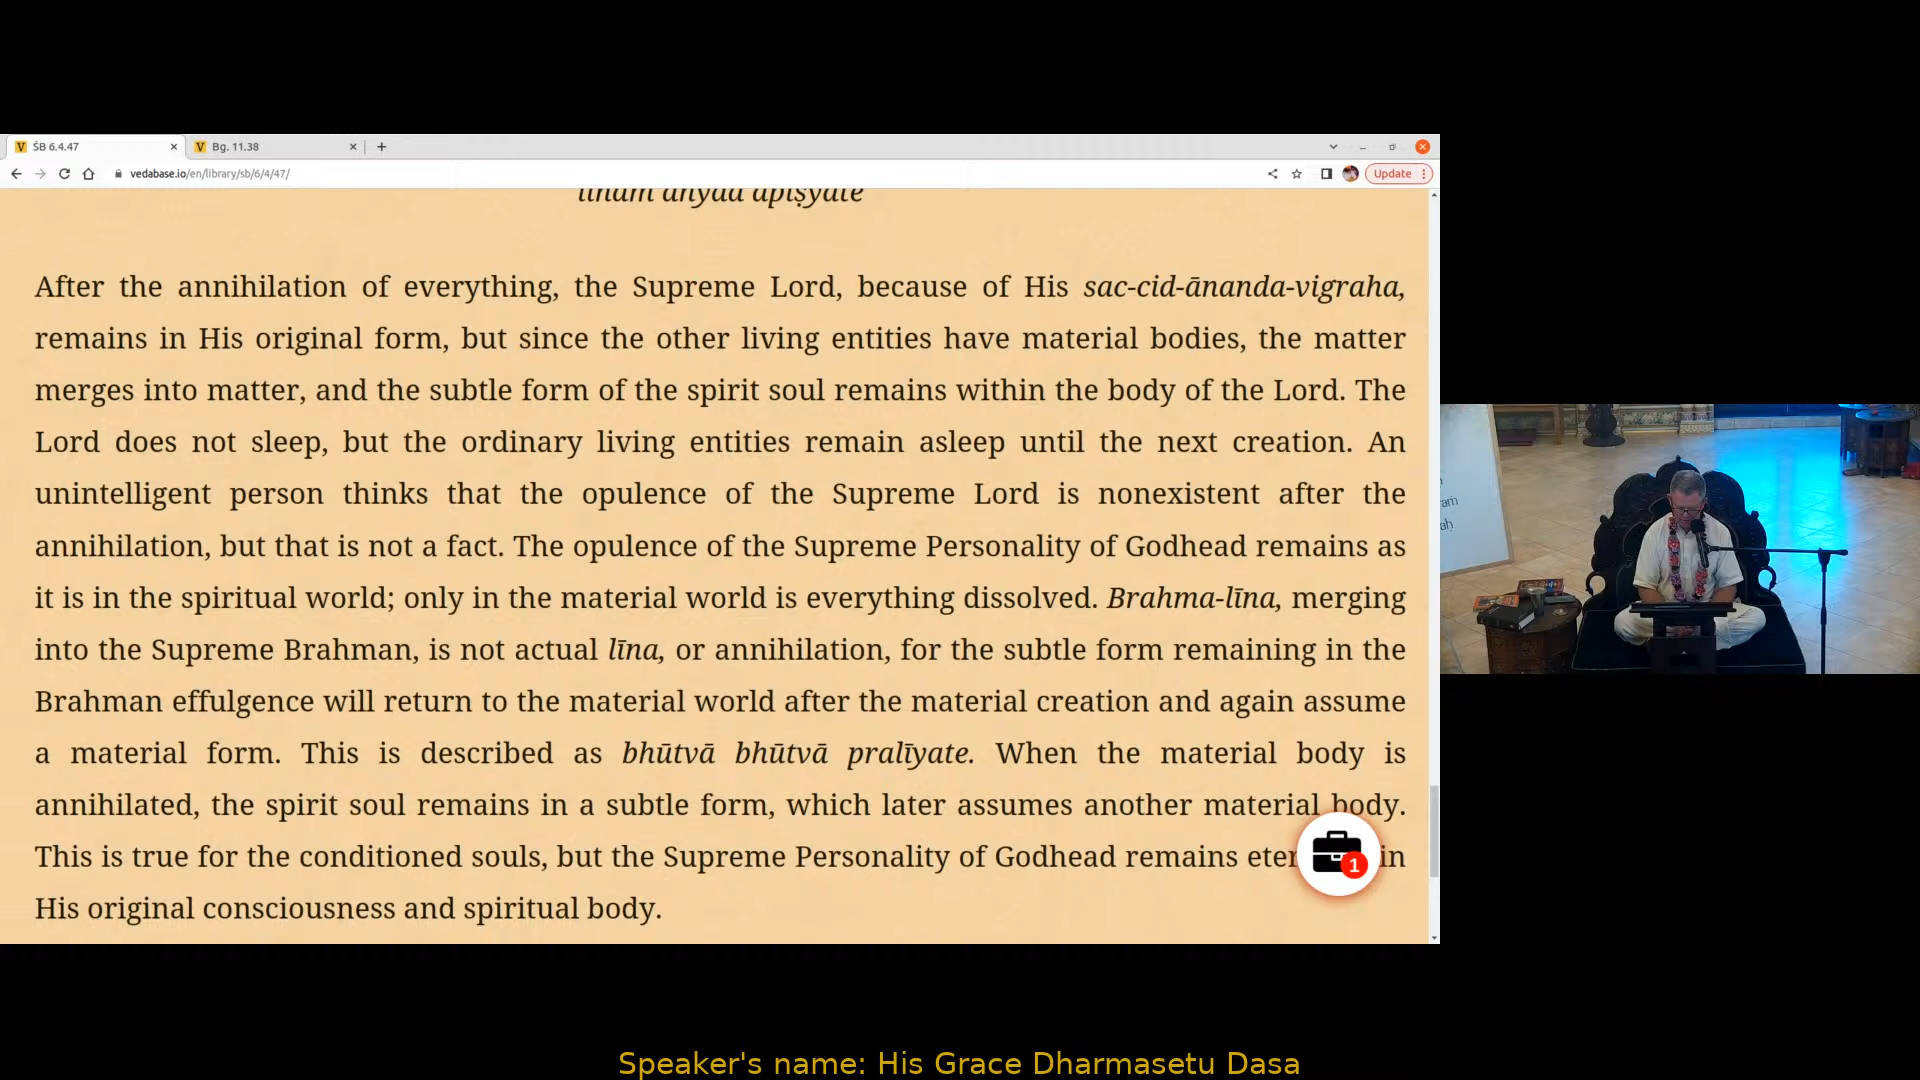 ŚB 6.4.47
Bg. 11.38
vedabase.io/en/library/sb/6/4/47/
Update
līnam anyad apiṣyate
After the annihilation of everything, the Supreme Lord, because of His sac-cid-ānanda-vigraha,
remains in His original form, but since the other living entities have material bodies, the matter
merges into matter, and the subtle form of the spirit soul remains within the body of the Lord. The
Lord does not sleep, but the ordinary living entities remain asleep until the next creation. An
unintelligent person thinks that the opulence of the Supreme Lord is nonexistent after the
annihilation, but that is not a fact. The opulence of the Supreme Personality of Godhead remains as
it is in the spiritual world; only in the material world is everything dissolved. Brahma-līna, merging
into the Supreme Brahman, is not actual līna, or annihilation, for the subtle form remaining in the
Brahman effulgence will return to the material world after the material creation and again assume
a material form. This is described as bhūtvā bhūtvā pralīyate. When the material body is
annihilated, the spirit soul remains in a subtle form, which later assumes another material body.
This is true for the conditioned souls, but the Supreme Personality of Godhead remains eter in
His original consciousness and spiritual body.
1
Speaker's name: His Grace Dharmasetu Dasa